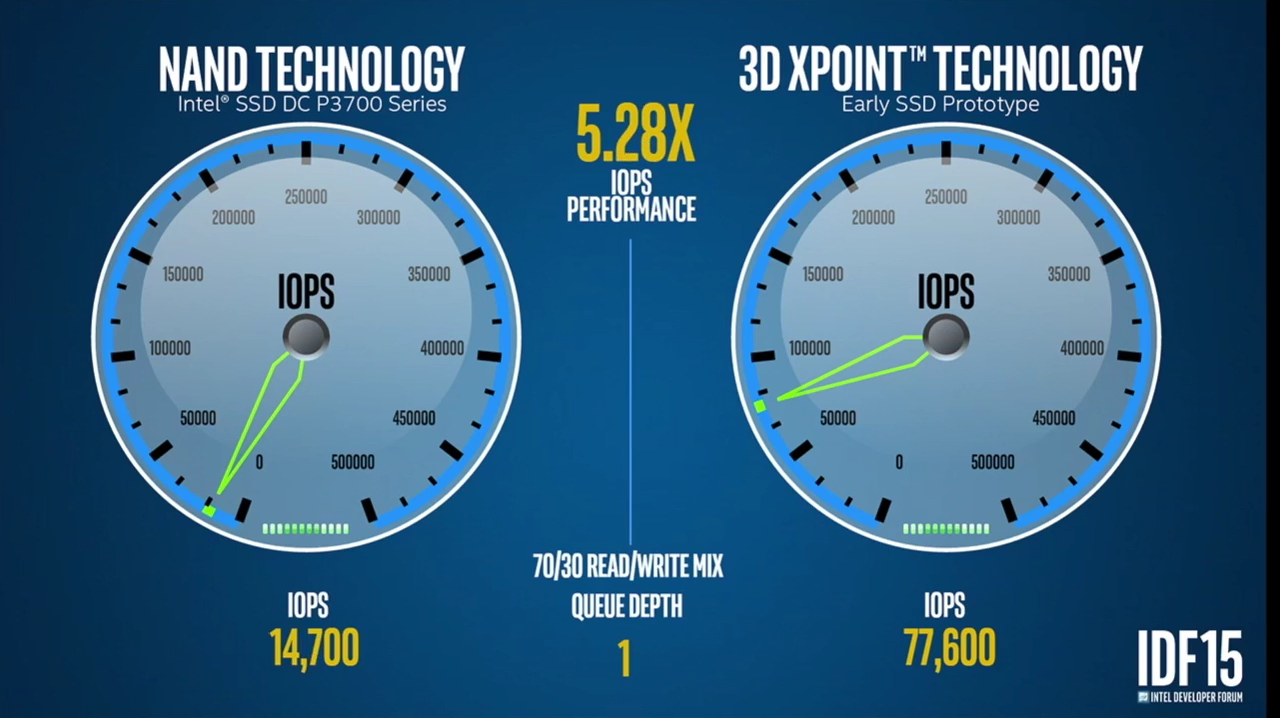 NAND TECHNOLOGY
Intel® SSD DC P3700 Series
250000
200000
300000
150000
350000
IOPS
100000
400000
50000
450000
0
500000
IOPS
14,700
5.28X
IOPS
PERFORMANCE
70/30 READ/WRITE MIX
QUEUE DEPTH
1
3D XPOINT™ TECHNOLOGY
Early SSD Prototype
250000
200000
300000
150000
350000
IOPS
100000
400000
50000
450000
0
500000
IOPS
77,600
IDF15
INTEL DEVELOPER FORUM